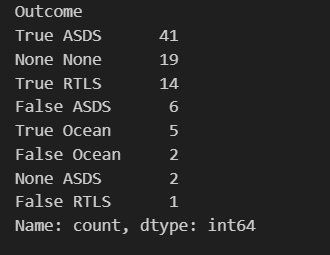 Outcome
True ASDS      41
None None      19
True RTLS      14
False ASDS      6
True Ocean      5
False Ocean     2
None ASDS       2
False RTLS      1
Name: count, dtype: int64